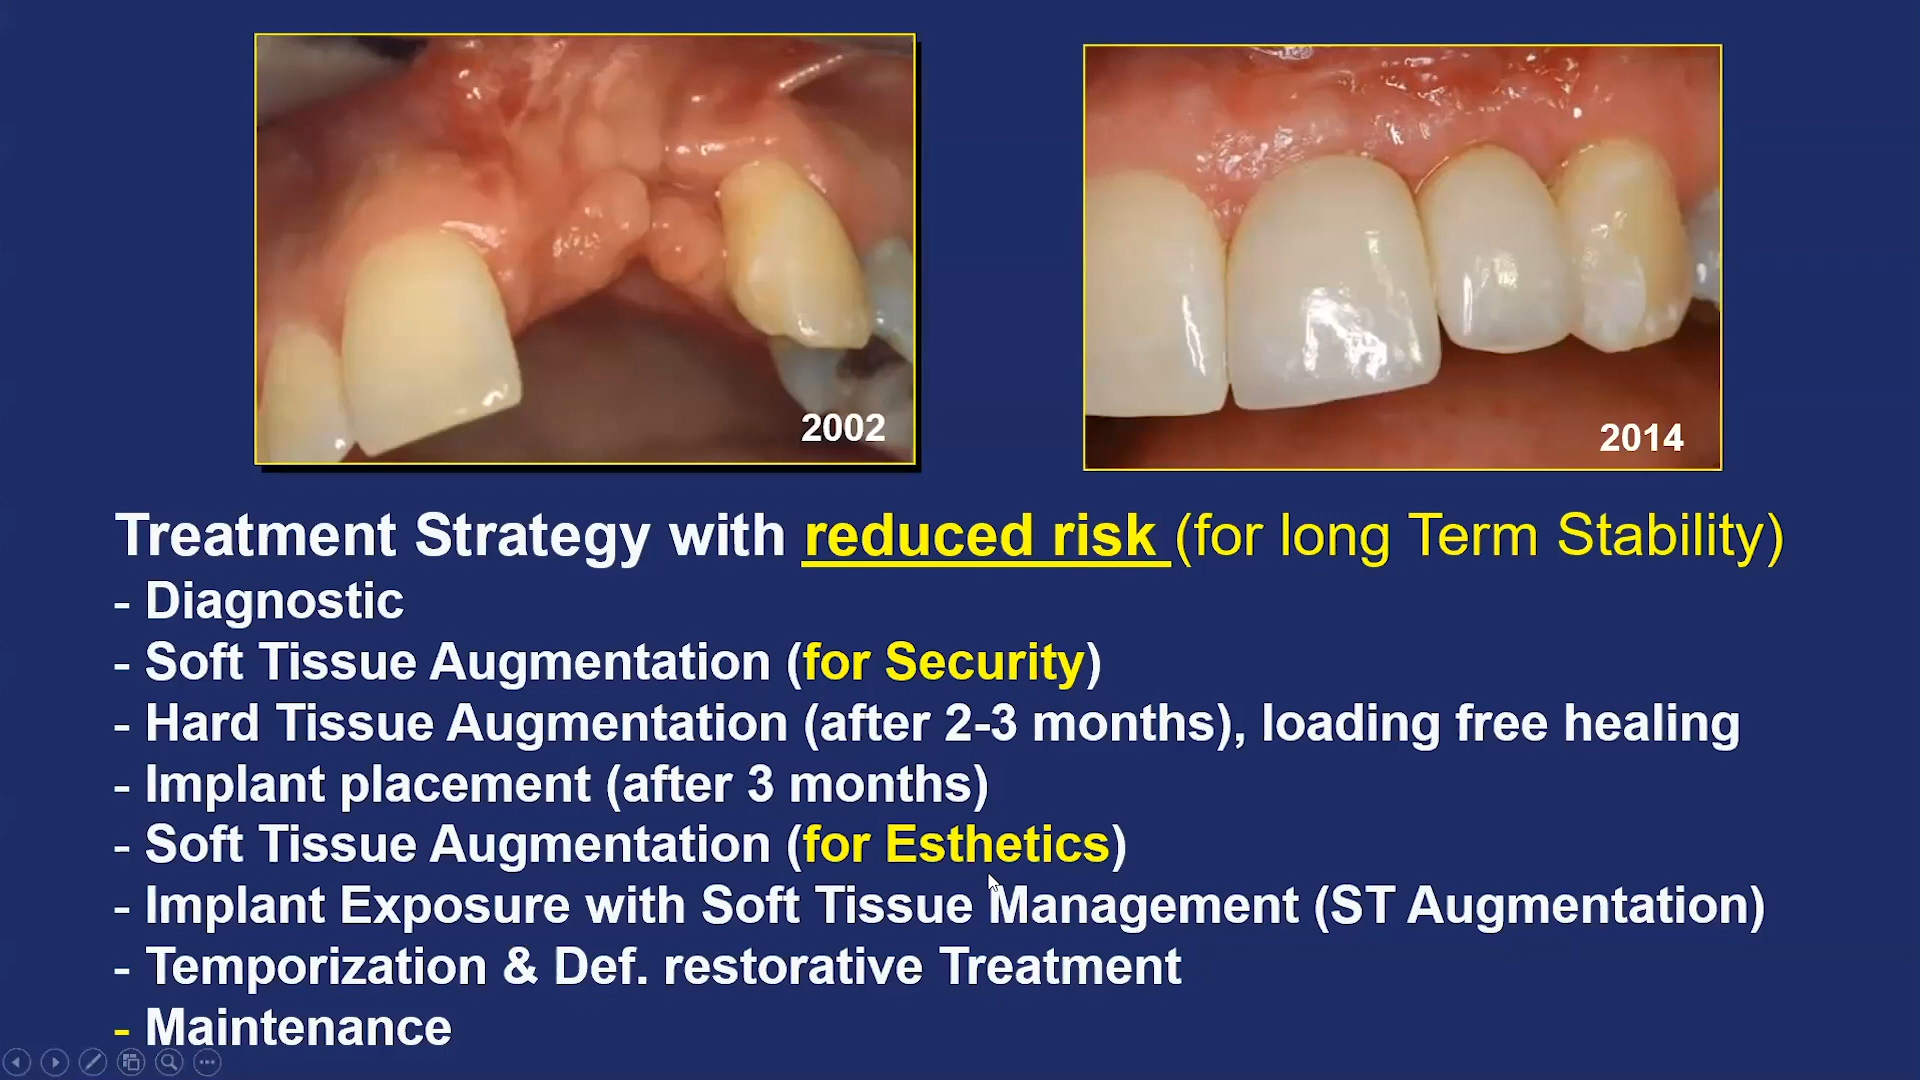 2002
2014
Treatment Strategy with reduced risk (for long Term Stability)
- Diagnostic
- Soft Tissue Augmentation (for Security)
- Hard Tissue Augmentation (after 2-3 months), loading free healing
- Implant placement (after 3 months)
- Soft Tissue Augmentation (for Esthetics)
- Implant Exposure with Soft Tissue Management (ST Augmentation)
- Temporization & Def. restorative Treatment
- Maintenance